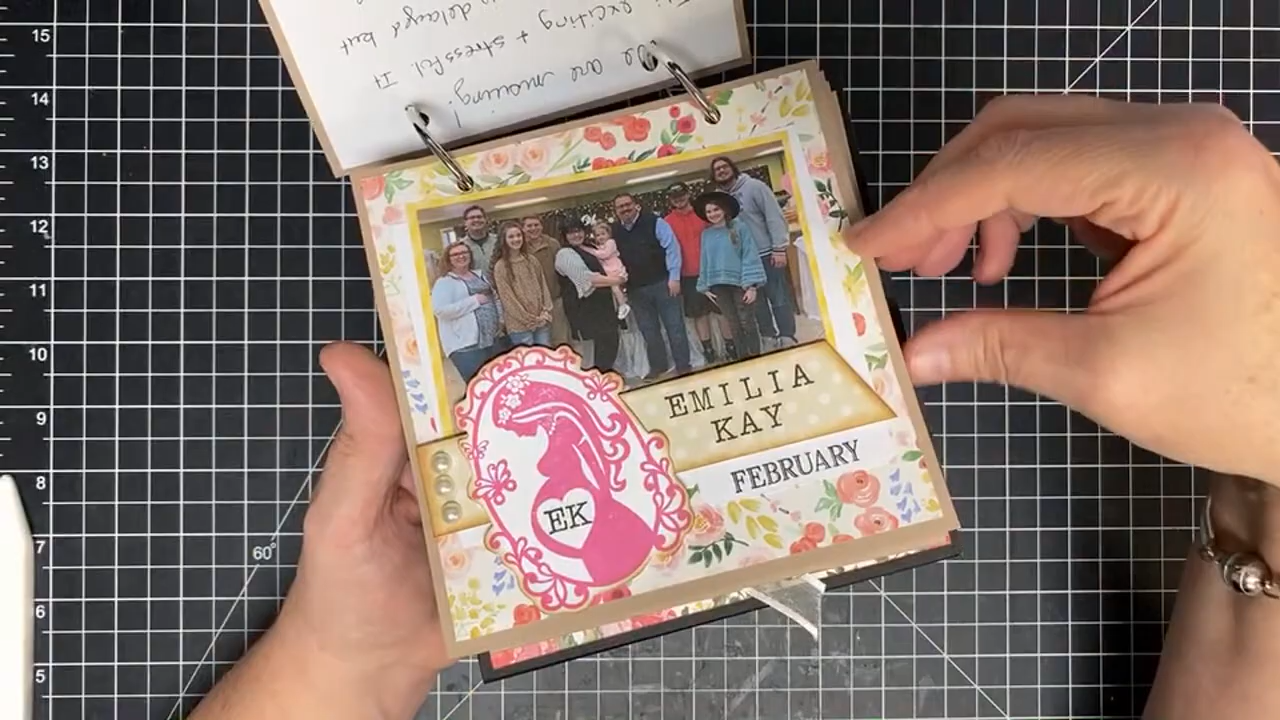 We are moving!
It's exciting
+ stressful. It
delayed but
EMILIA
KAY
FEBRUARY
EK
15
14
13
12
11
10
9
8
7
6
5
60°